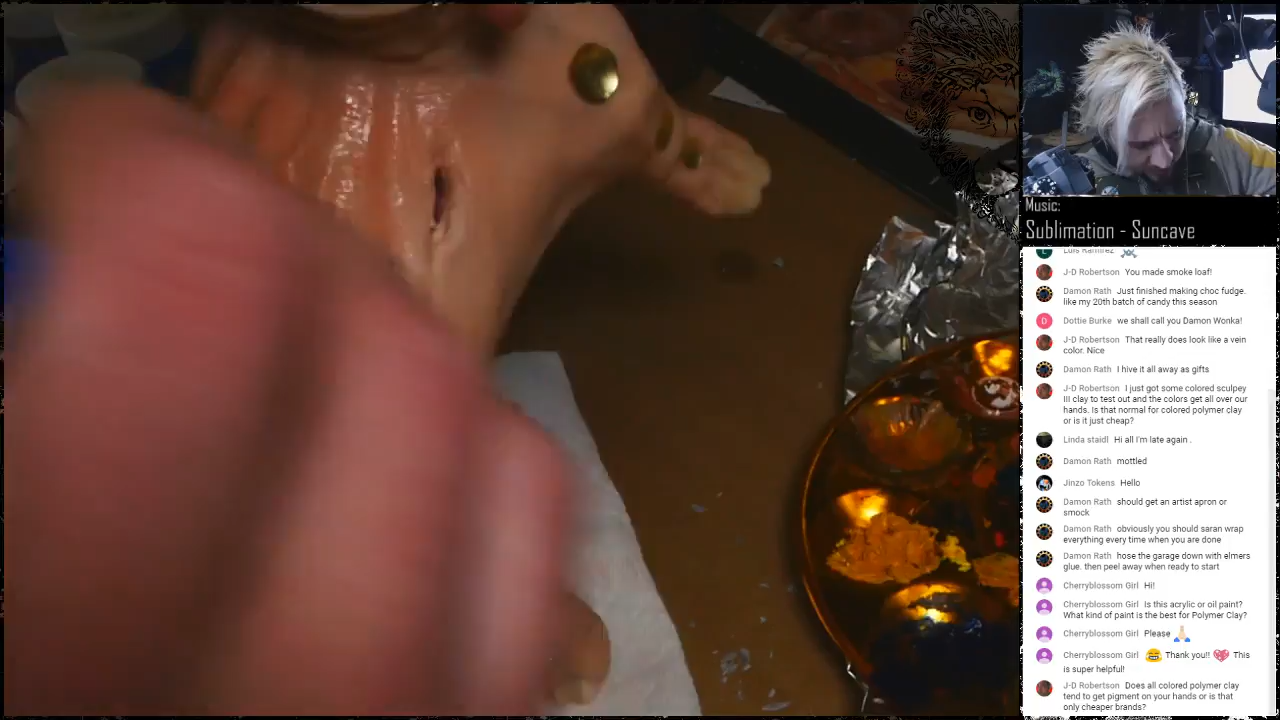 Music:
Sublimation - Suncave
Luis Ramirez
J-D Robertson You made smoke loaf!
Damon Rath Just finished making choc fudge.
like my 20th batch of candy this season
Dottie Burke we shall call you Damon Wonka!
J-D Robertson That really does look like a vein
color. Nice
Damon Rath I hive it all away as gifts
J-D Robertson I just got some colored sculpey
III clay to test out and the colors get all over our
hands. Is that normal for colored polymer clay
or is it just cheap?
Linda staidl Hi all I'm late again .
Damon Rath mottled
Jinzo Tokens Hello
Damon Rath should get an artist apron or
smock
Damon Rath obviously you should saran wrap
everything every time when you are done
Damon Rath hose the garage down with elmers
glue. then peel away when ready to start
Cherryblossom Girl Hi!
Cherryblossom Girl Is this acrylic or oil paint?
What kind of paint is the best for Polymer Clay?
Cherryblossom Girl Please 🙏🏻
Cherryblossom Girl 😂 Thank you!! 💖 This
is super helpful!
J-D Robertson Does all colored polymer clay
tend to get pigment on your hands or is that
only cheaper brands?